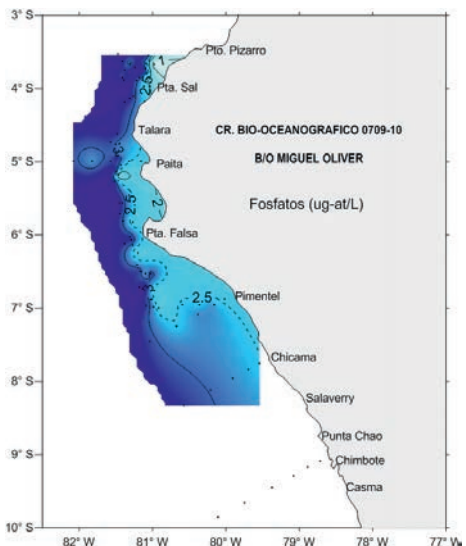 3° S
Pto. Pizarro
1
2.5
4° S
Pta. Sal
Talara
CR. BIO-OCEANOGRAFICO 0709-10
3
5° S
Paita
B/O MIGUEL OLIVER
2.5
2
Fosfatos (ug-at/L)
6° S
Pta. Falsa
3
2.5
Pimentel
7° S
Chicama
8° S
Salaverry
Punta Chao
9° S
Chimbote
Casma
10° S
82° W 81° W 80° W 79° W 78° W 77° W